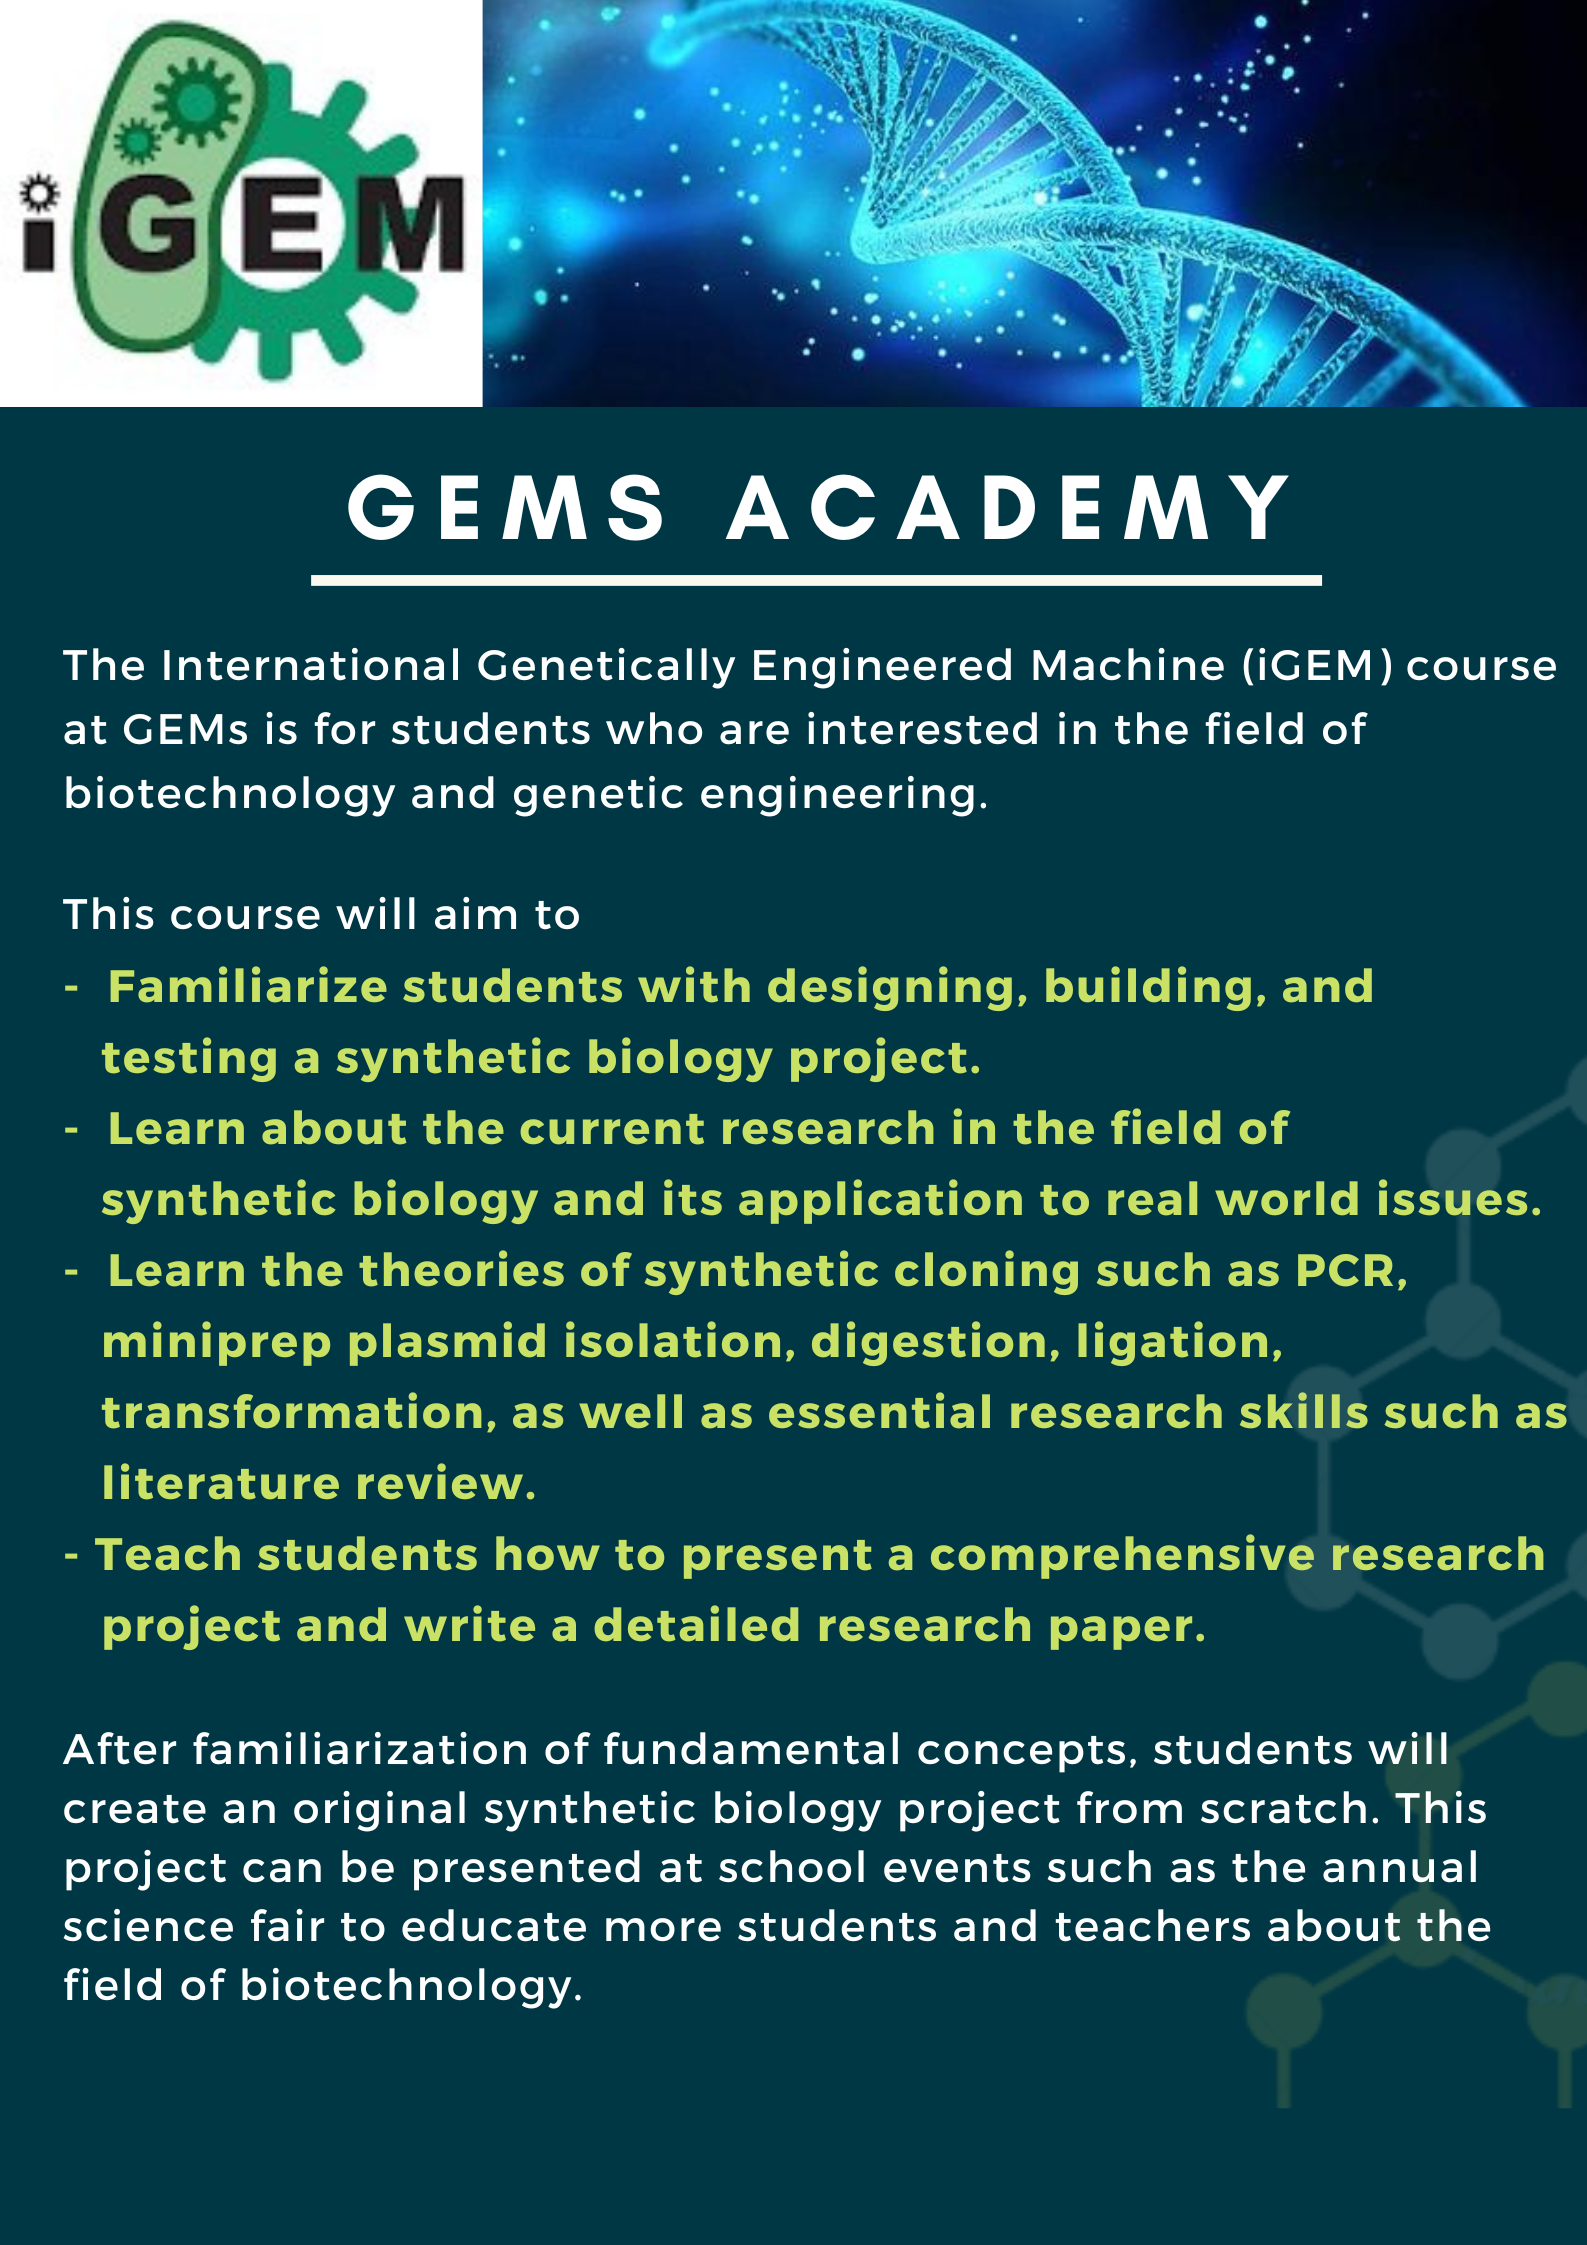 iGEM
GEMS ACADEMY
The International Genetically Engineered Machine (iGEM) course
at GEMs is for students who are interested in the field of
biotechnology and genetic engineering.
This course will aim to
- Familiarize students with designing, building, and
testing a synthetic biology project.
- Learn about the current research in the field of
synthetic biology and its application to real world issues.
- Learn the theories of synthetic cloning such as PCR,
miniprep plasmid isolation, digestion, ligation,
transformation, as well as essential research skills such as
literature review.
- Teach students how to present a comprehensive research
project and write a detailed research paper.
After familiarization of fundamental concepts, students will
create an original synthetic biology project from scratch. This
project can be presented at school events such as the annual
science fair to educate more students and teachers about the
field of biotechnology.